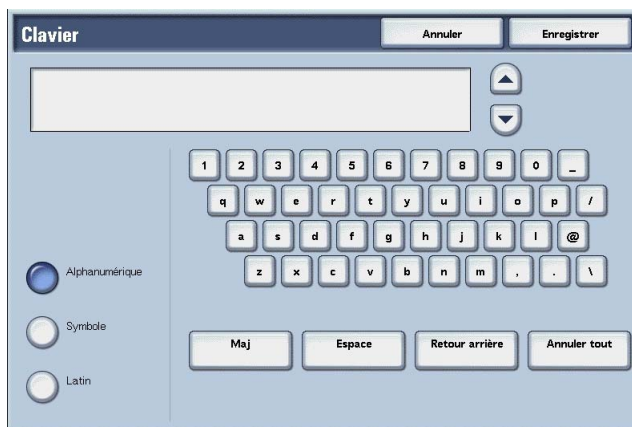 Clavier Annuler Enregistrer
1 2 3 4 5 6 7 8 9 0 _
q w e r t y u i o p /
a s d f g h j k l @
z x c v b n m , . \
Alphanumérique
Symbole
Maj Espace Retour arrière Annuler tout
Latin